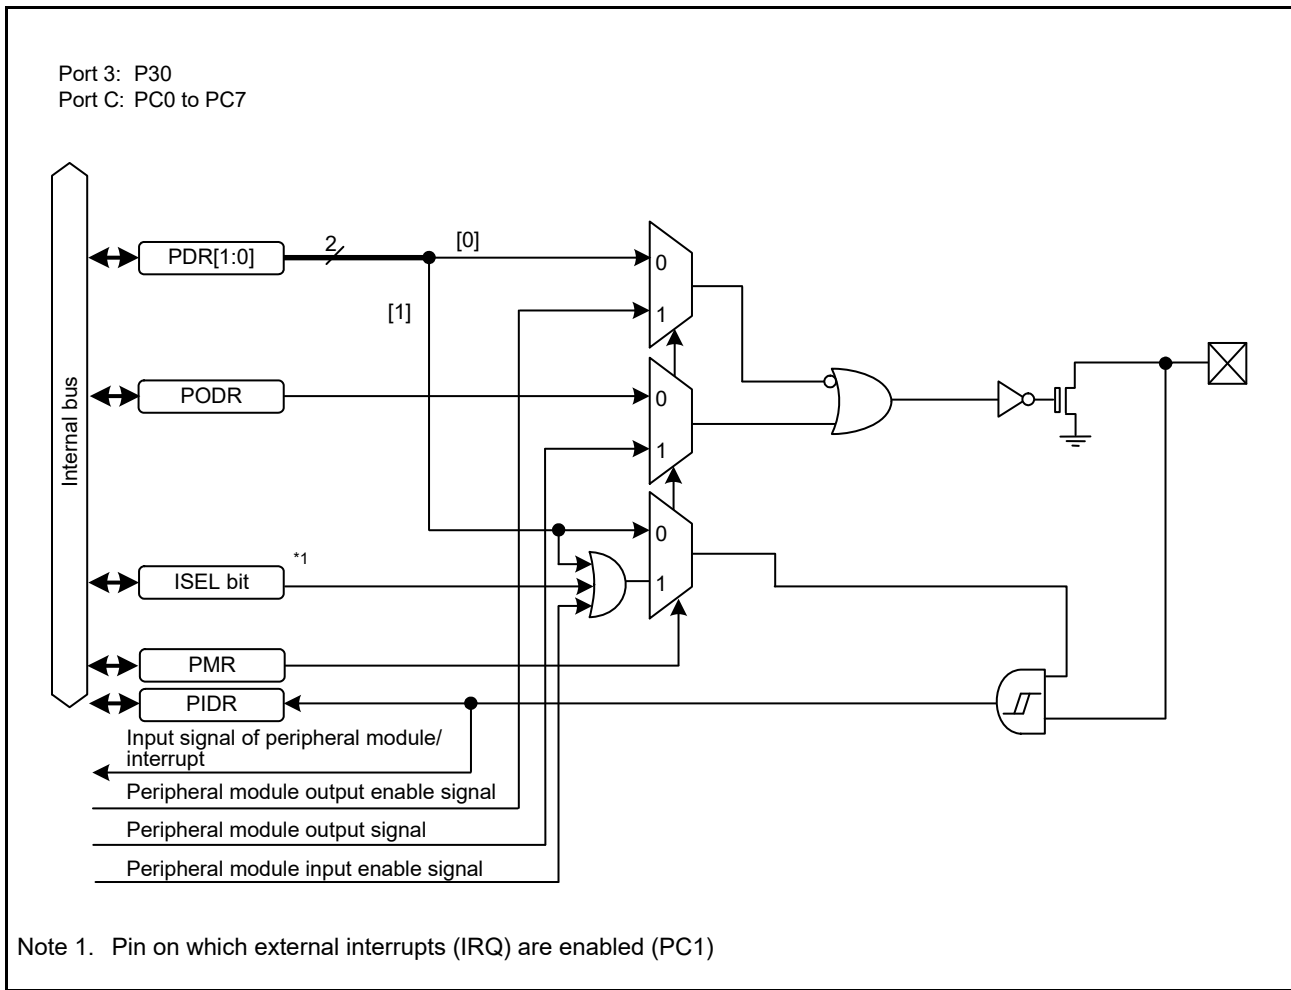 Port 3: P30
Port C: PC0 to PC7
Internal bus
PDR[1:0]
2
[0]
[1]
0
1
PODR
0
1
ISEL bit
*1
0
1
PMR
PIDR
Input signal of peripheral module/
interrupt
Peripheral module output enable signal
Peripheral module output signal
Peripheral module input enable signal
Note 1. Pin on which external interrupts (IRQ) are enabled (PC1)